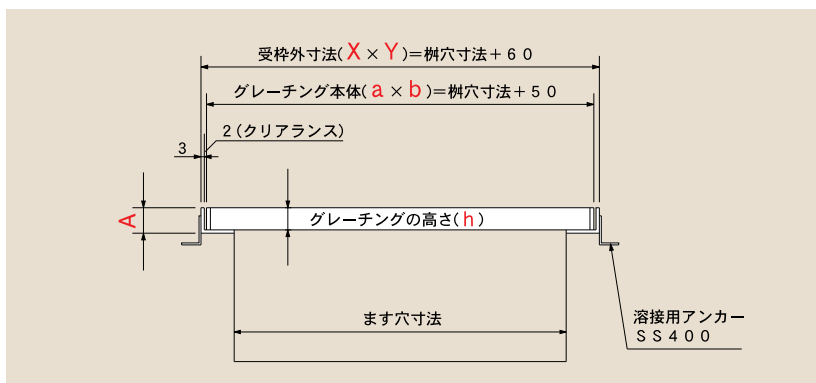 受枠外寸法(X×Y)=桝穴寸法+60
グレーチング本体(a×b)=桝穴寸法+50
2(クリアランス)
3
A
グレーチングの高さ(h)
ます穴寸法
溶接用アンカー
SS400